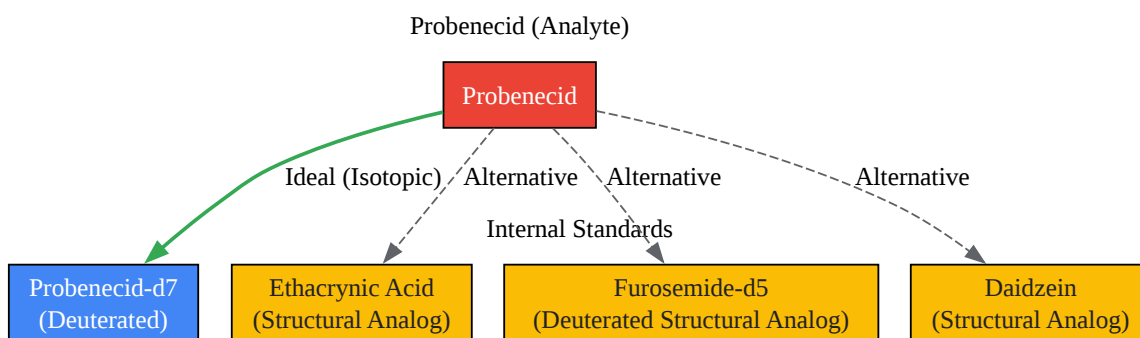 Probenecid (Analyte)
Probenecid
Ideal (Isotopic)
Alternative
Alternative
Alternative
Internal Standards
Probenecid-d7
(Deuterated)
Ethacrynic Acid
(Structural Analog)
Furosemide-d5
(Deuterated Structural Analog)
Daidzein
(Structural Analog)